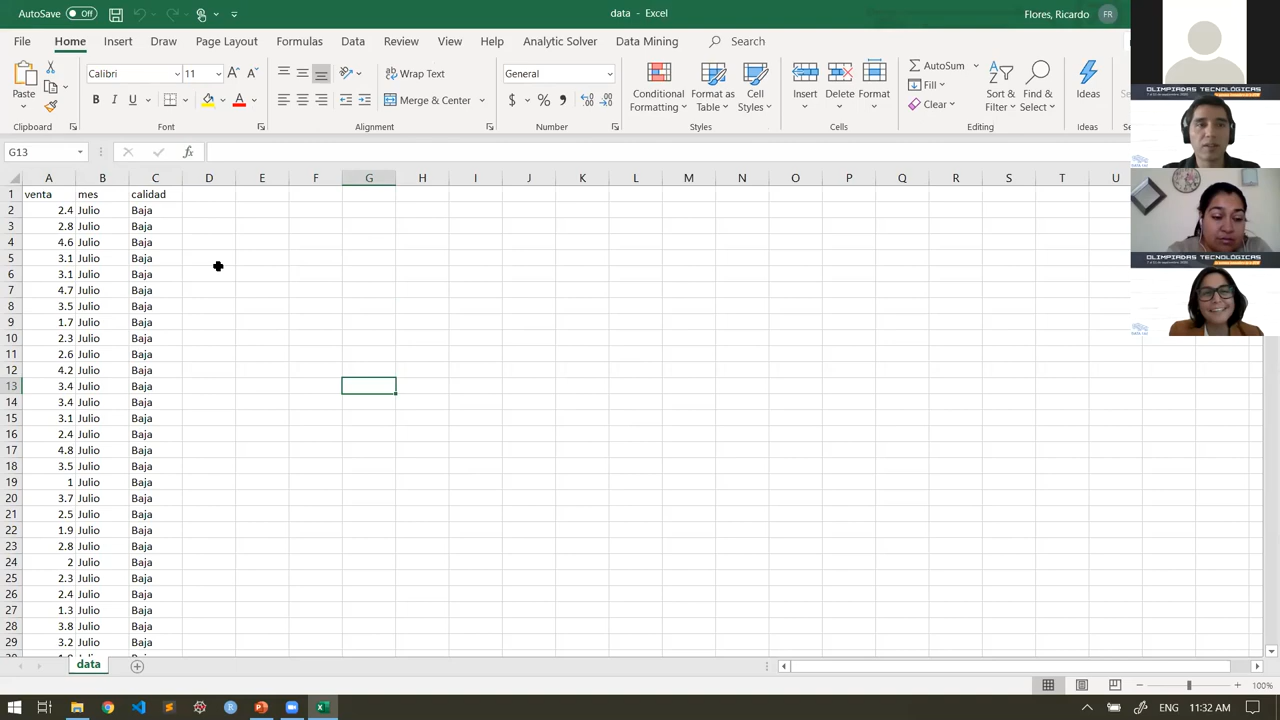 AutoSave Off
data - Excel
Flores, Ricardo FR
File Home Insert Draw Page Layout Formulas Data Review View Help Analytic Solver Data Mining Search
Paste
Calibri 11
B I U A
Wrap Text
Merge & Center
General
$ % ,
Conditional Formatting
Format as Table
Cell Styles
Insert
Delete
Format
AutoSum
Fill
Clear
Sort & Filter
Find & Select
Ideas
Clipboard Font Alignment Number Styles Cells Editing Ideas
G13 fx
A B C D E F G H J K L M N O P Q R S T U
1 venta mes calidad
2 2.4 Julio Baja
3 2.8 Julio Baja
4 4.6 Julio Baja
5 3.1 Julio Baja
6 3.1 Julio Baja
7 4.7 Julio Baja
8 3.5 Julio Baja
9 1.7 Julio Baja
10 2.3 Julio Baja
11 2.6 Julio Baja
12 4.2 Julio Baja
13 3.4 Julio Baja
14 3.4 Julio Baja
15 3.1 Julio Baja
16 2.4 Julio Baja
17 4.8 Julio Baja
18 3.5 Julio Baja
19 1 Julio Baja
20 3.7 Julio Baja
21 2.5 Julio Baja
22 1.9 Julio Baja
23 2.8 Julio Baja
24 2 Julio Baja
25 2.3 Julio Baja
26 2.4 Julio Baja
27 1.3 Julio Baja
28 3.8 Julio Baja
29 3.2 Julio Baja
data
100%
ENG 11:32 AM
OLIMPIADAS TECNOLÓGICAS
OLIMPIADAS TECNOLÓGICAS